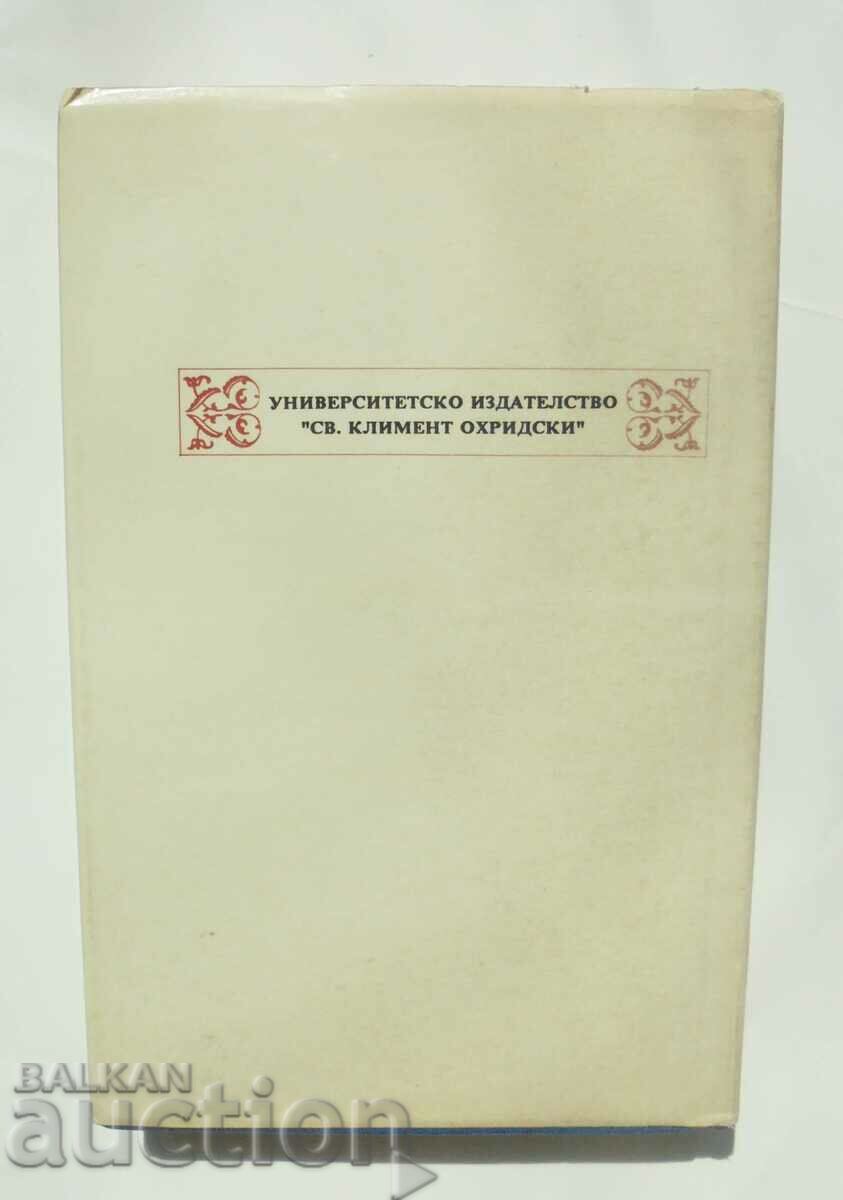 УНИВЕРСИТЕТСКО ИЗДАТЕЛСТВО
"СВ. КЛИМЕНТ ОХРИДСКИ"
BALKAN
auction